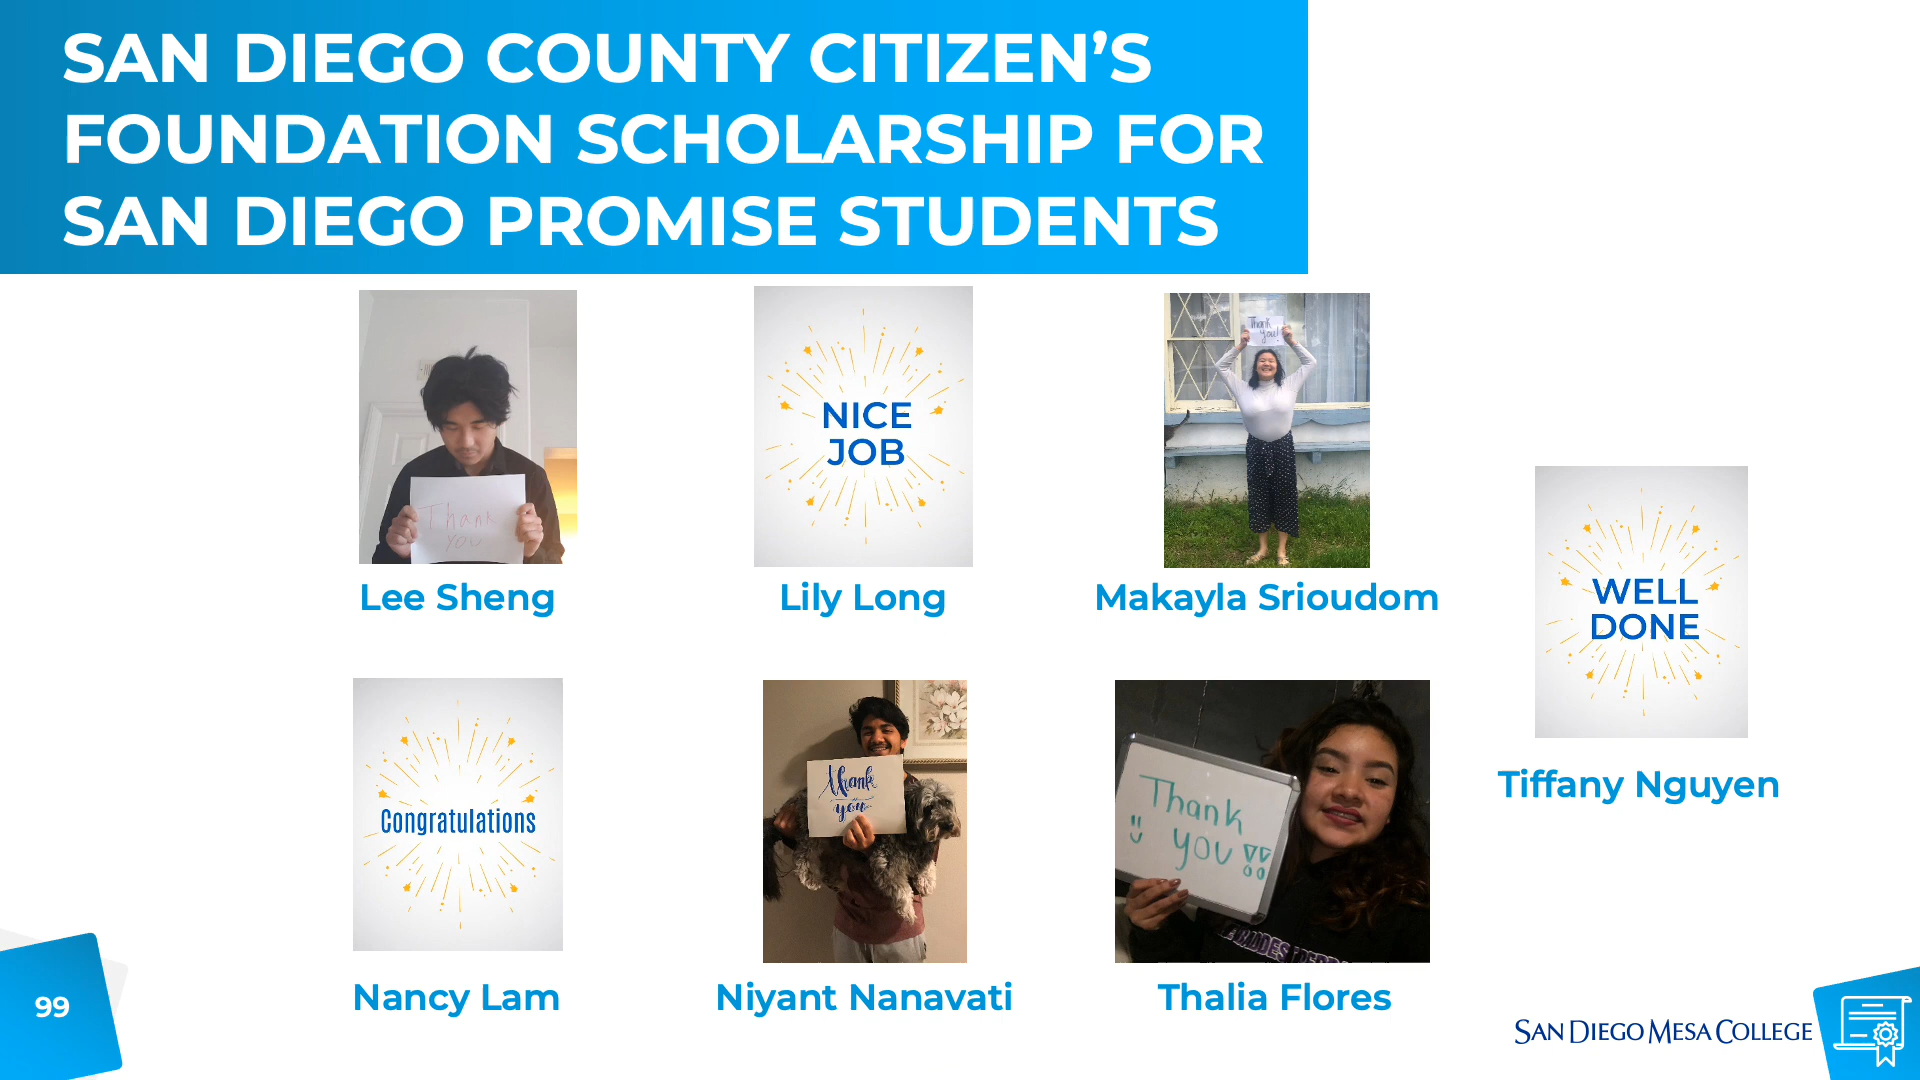 SAN DIEGO COUNTY CITIZEN’S
FOUNDATION SCHOLARSHIP FOR
SAN DIEGO PROMISE STUDENTS
Thank
you
Lee Sheng
NICE
JOB
Lily Long
Thank
you!
Makayla Srioudom
WELL
DONE
Tiffany Nguyen
Congratulations
Nancy Lam
thank
you
Niyant Nanavati
Thank
you !!
Thalia Flores
99
SAN DIEGO MESA COLLEGE